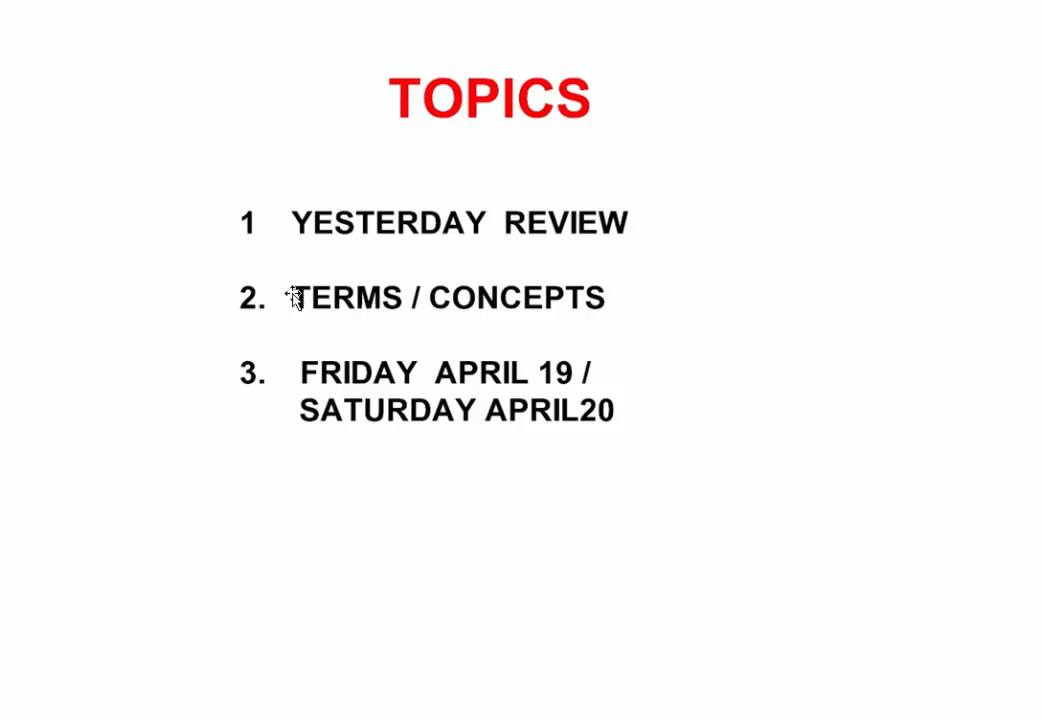 TOPICS
1 YESTERDAY REVIEW
2. TERMS / CONCEPTS
3. FRIDAY APRIL 19 /
SATURDAY APRIL20